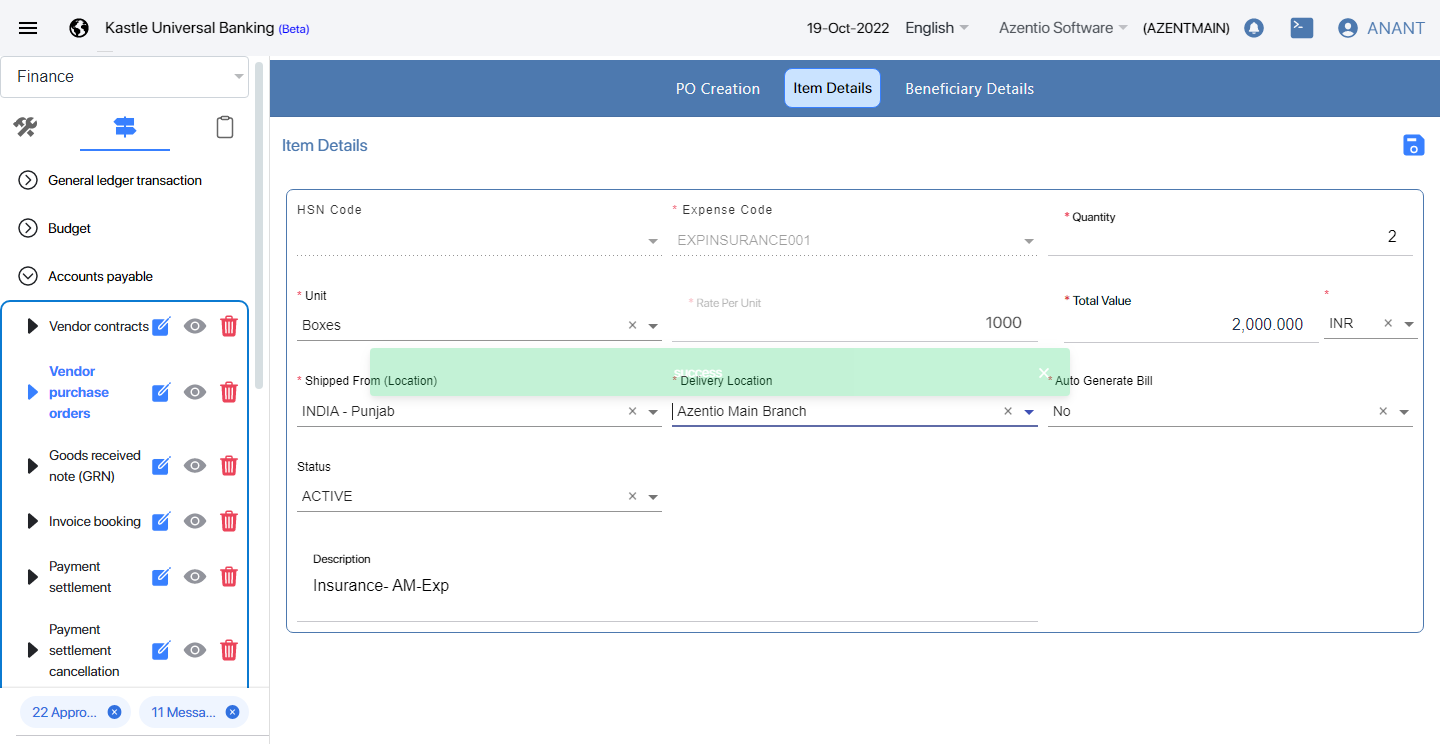 Kastle Universal Banking (Beta)
19-Oct-2022
English
Azentio Software
(AZENTMAIN)
ANANT
Finance
PO Creation
Item Details
Beneficiary Details
General ledger transaction
Budget
Accounts payable
Vendor contracts
Vendor
purchase
orders
Goods received
note (GRN)
Invoice booking
Payment
settlement
Payment
settlement
cancellation
22 Appro...
11 Messa...
Item Details
HSN Code
* Expense Code
EXPINSURANCE001
* Quantity
2
* Unit
Boxes
* Rate Per Unit
1000
* Total Value
2,000.000
*
INR
success
* Shipped From (Location)
INDIA - Punjab
* Delivery Location
Azentio Main Branch
* Auto Generate Bill
No
Status
ACTIVE
Description
Insurance- AM-Exp